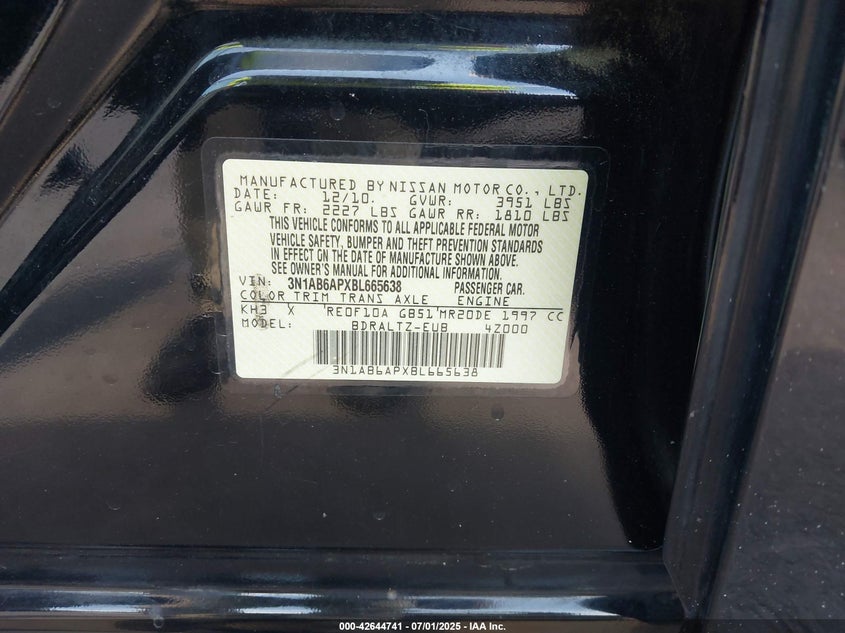 MANUFACTURED BY NISSAN MOTOR CO., LTD.
DATE: 12/10. GVWR: 3951 LBS
GAWR FR: 2227 LBS GAWR RR: 1810 LBS
THIS VEHICLE CONFORMS TO ALL APPLICABLE FEDERAL MOTOR
VEHICLE SAFETY, BUMPER AND THEFT PREVENTION STANDARDS
IN EFFECT ON THE DATE OF MANUFACTURE SHOWN ABOVE.
SEE OWNER'S MANUAL FOR ADDITIONAL INFORMATION.
VIN: 3N1AB6APXBL665638 PASSENGER CAR.
COLOR TRIM TRANS AXLE ENGINE
KH3 X RE0F10A GB51 MR20DE 1997 CC
MODEL: BDRALTZ-EUB 4Z000
3N1AB6APXBL665638
000-42644741 - 07/01/2025 - IAA Inc.